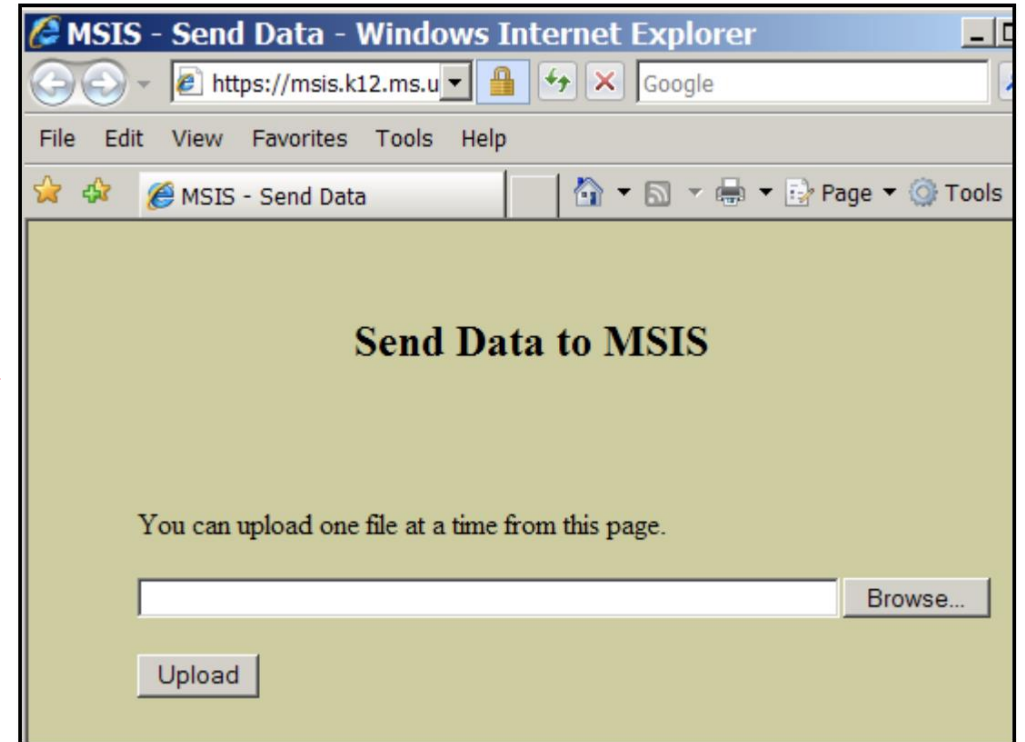 MSIS - Send Data - Windows Internet Explorer
https://msis.k12.ms.u
Google
File Edit View Favorites Tools Help
MSIS - Send Data
Page
Tools
Send Data to MSIS
You can upload one file at a time from this page.
Browse...
Upload